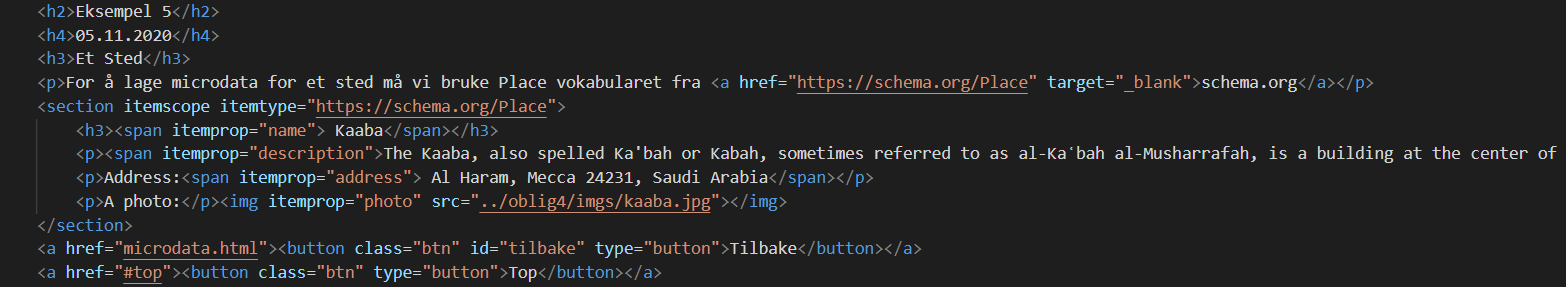 <h2>Eksempel 5</h2>
<h4>05.11.2020</h4>
<h3>Et Sted</h3>
<p>For å lage microdata for et sted må vi bruke Place vokabularet fra <a href="https://schema.org/Place" target="_blank">schema.org</a></p>
<section itemscope itemtype="https://schema.org/Place">
<h3><span itemprop="name"> Kaaba</span></h3>
<p><span itemprop="description">The Kaaba, also spelled Ka'bah or Kabah, sometimes referred to as al-Kaʿbah al-Musharrafah, is a building at the center of
<p>Address:<span itemprop="address"> Al Haram, Mecca 24231, Saudi Arabia</span></p>
<p>A photo:</p><img itemprop="photo" src="../oblig4/imgs/kaaba.jpg"></img>
</section>
<a href="microdata.html"><button class="btn" id="tilbake" type="button">Tilbake</button></a>
<a href="#top"><button class="btn" type="button">Top</button></a>